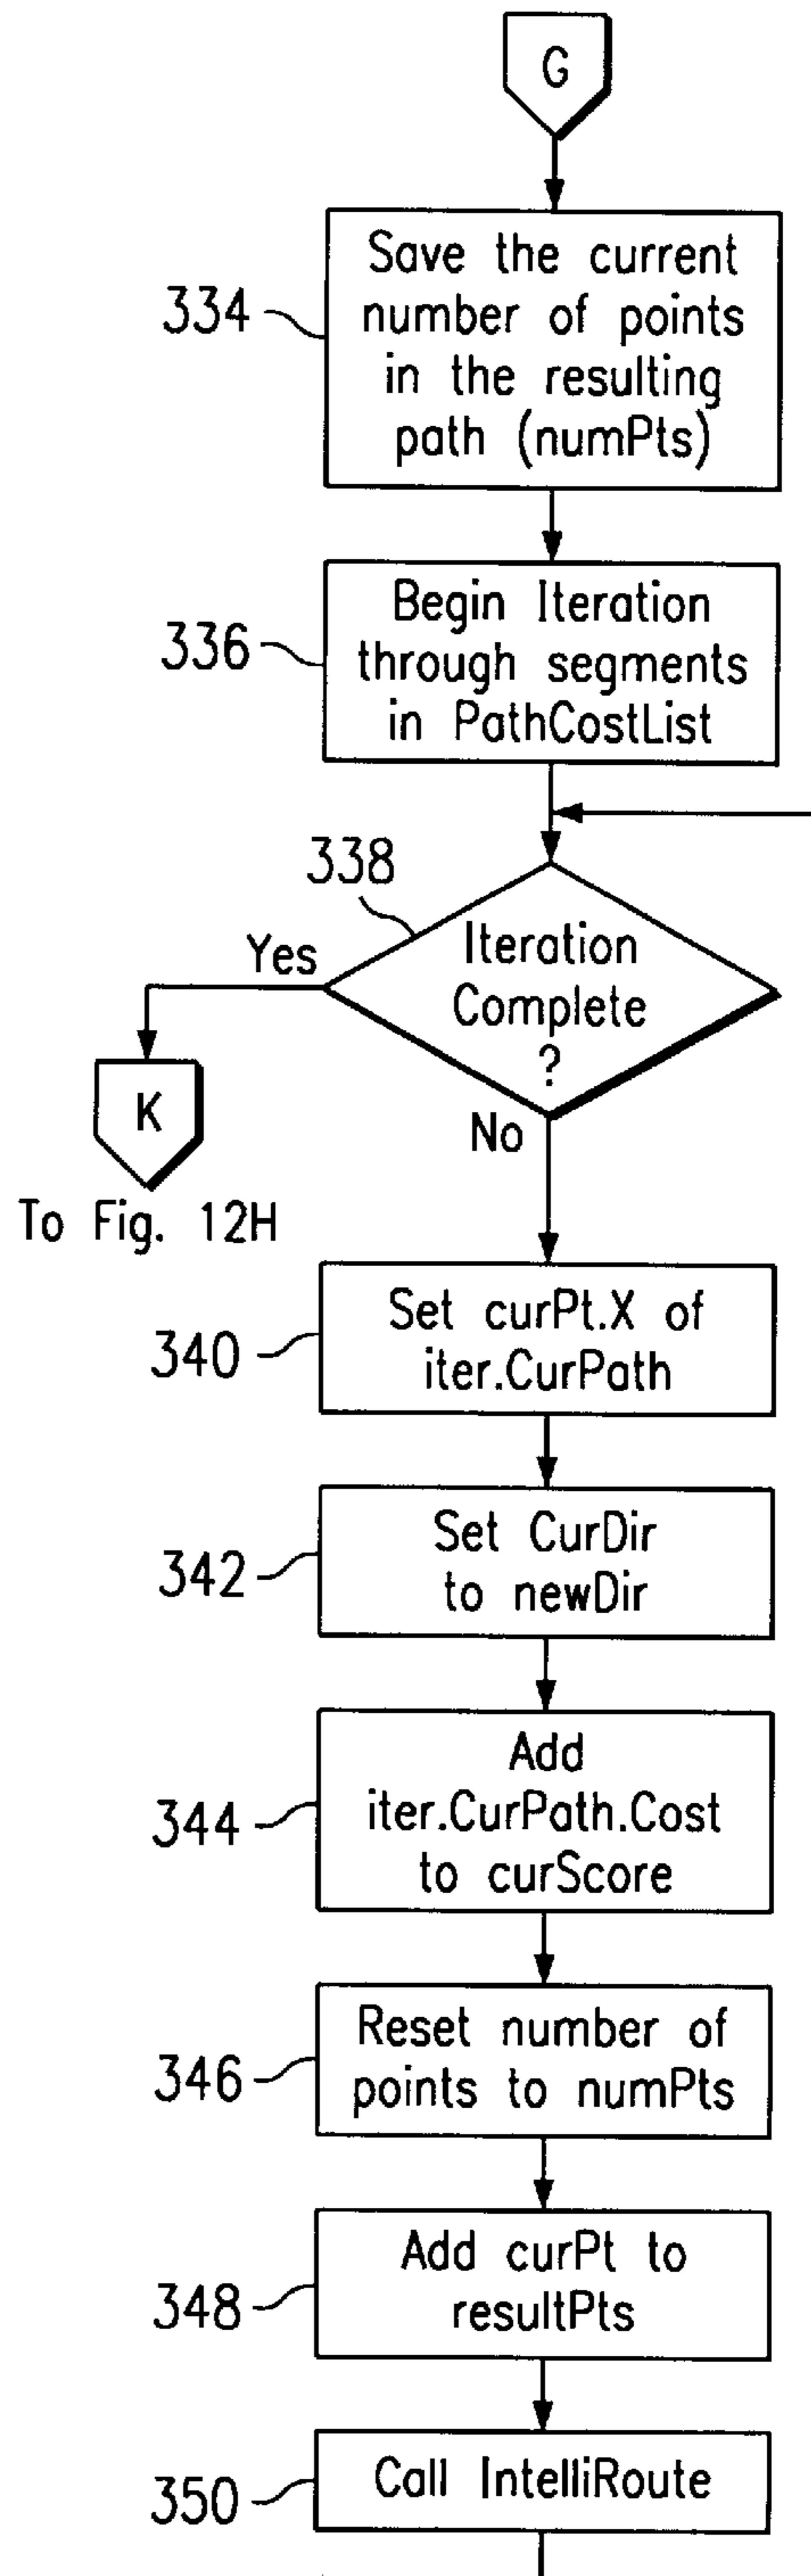 G
334
Save the current
number of points
in the resulting
path (numPts)
336
Begin Iteration
through segments
in PathCostList
338
Yes
Iteration
Complete
?
K
No
To Fig. 12H
340
Set curPt.X of
iter.CurPath
342
Set CurDir
to newDir
344
Add
iter.CurPath.Cost
to curScore
346
Reset number of
points to numPts
348
Add curPt to
resultPts
350
Call IntelliRoute